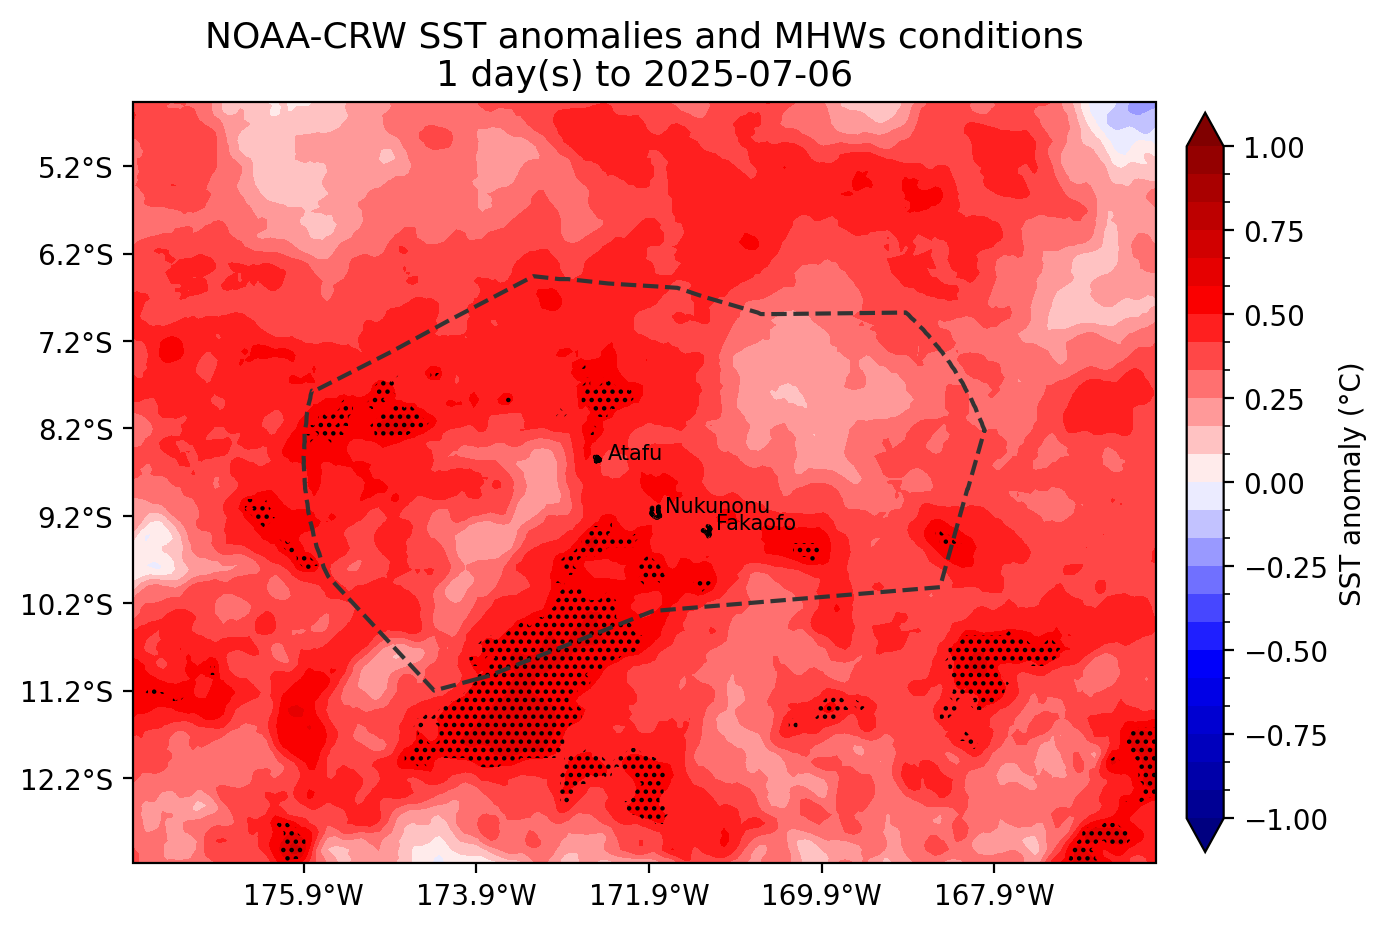 NOAA-CRW SST anomalies and MHWs conditions
1 day(s) to 2025-07-06
5.2°S
6.2°S
7.2°S
8.2°S
9.2°S
10.2°S
11.2°S
12.2°S
Atafu
Nukunonu
Fakaofo
175.9°W
173.9°W
171.9°W
169.9°W
167.9°W
1.00
0.75
0.50
0.25
0.00
−0.25
−0.50
−0.75
−1.00
SST anomaly (°C)